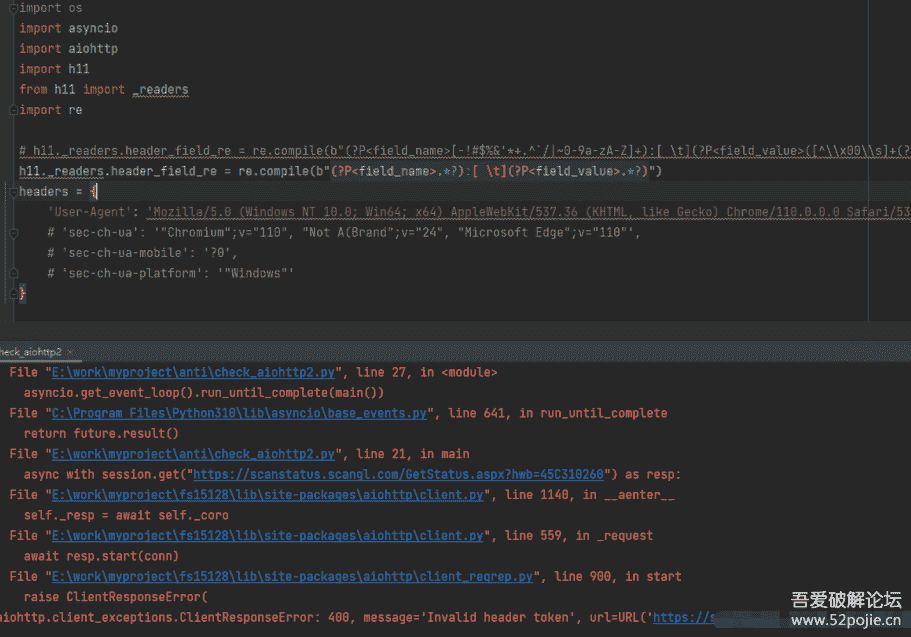 import os
import asyncio
import aiohttp
import h11
from h11 import _readers
import re
# h11._readers.header_field_re = re.compile(b"(?P<field_name>[-!#$%&'*+.^`/|~0-9a-zA-Z]+):[ \t](?P<field_value>([^\\x00\\s]+(?
h11._readers.header_field_re = re.compile(b"(?P<field_name>.*?):[ \t](?P<field_value>.*?)")
headers = {
'User-Agent': 'Mozilla/5.0 (Windows NT 10.0; Win64; x64) AppleWebKit/537.36 (KHTML, like Gecko) Chrome/110.0.0.0 Safari/53
# 'sec-ch-ua': '"Chromium";v="110", "Not A(Brand";v="24", "Microsoft Edge";v="110"',
# 'sec-ch-ua-mobile': '?0',
# 'sec-ch-ua-platform': '"Windows"'
}
heck_aiohttp2 ×
File "E:\work\myproject\anti\check_aiohttp2.py", line 27, in <module>
asyncio.get_event_loop().run_until_complete(main())
File "C:\Program Files\Python310\lib\asyncio\base_events.py", line 641, in run_until_complete
return future.result()
File "E:\work\myproject\anti\check_aiohttp2.py", line 21, in main
async with session.get("https://scanstatus.scangl.com/GetStatus.aspx?hwb=45C310260") as resp:
File "E:\work\myproject\fs15128\lib\site-packages\aiohttp\client.py", line 1140, in __aenter__
self._resp = await self._coro
File "E:\work\myproject\fs15128\lib\site-packages\aiohttp\client.py", line 559, in _request
await resp.start(conn)
File "E:\work\myproject\fs15128\lib\site-packages\aiohttp\client_reqrep.py", line 900, in start
raise ClientResponseError(
aiohttp.client_exceptions.ClientResponseError: 400, message='Invalid header token', url=URL('https://s
吾爱破解论坛
www.52pojie.cn